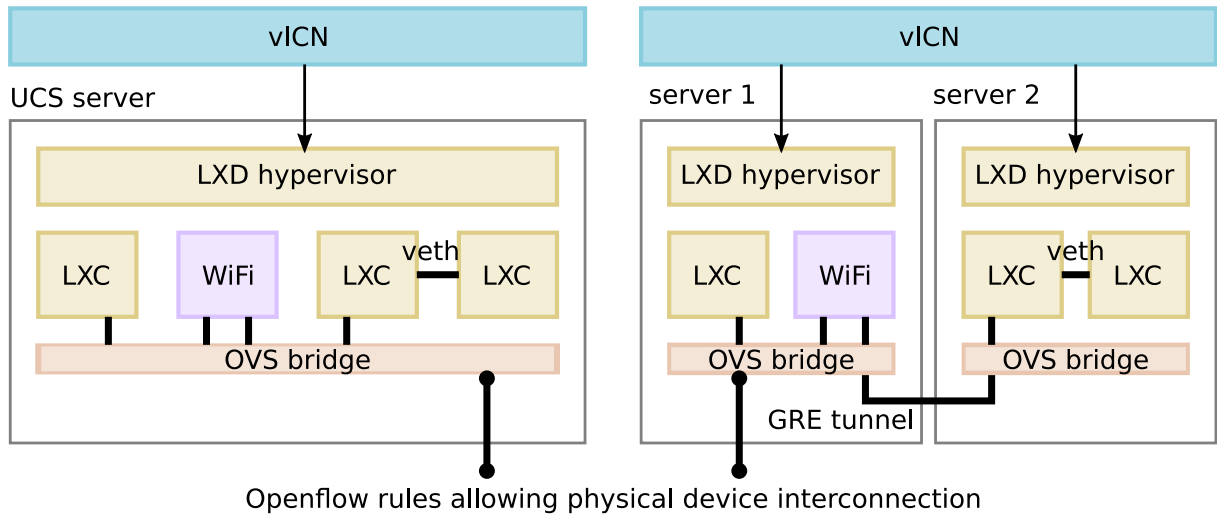 vICN
vICN
UCS server
server 1
server 2
LXD hypervisor
LXD hypervisor
LXD hypervisor
LXC
WiFi
LXC
veth
LXC
LXC
WiFi
LXC
veth
LXC
OVS bridge
OVS bridge
OVS bridge
GRE tunnel
Openflow rules allowing physical device interconnection